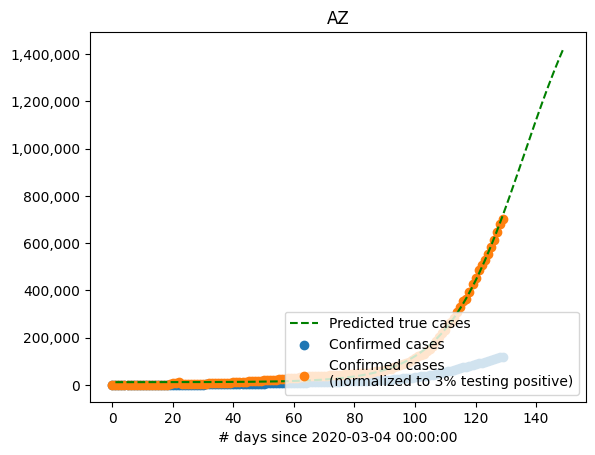 AZ
1,400,000
1,200,000
1,000,000
800,000
600,000
400,000
200,000
0
Predicted true cases
Confirmed cases
Confirmed cases
(normalized to 3% testing positive)
0 20 40 60 80 100 120 140
# days since 2020-03-04 00:00:00